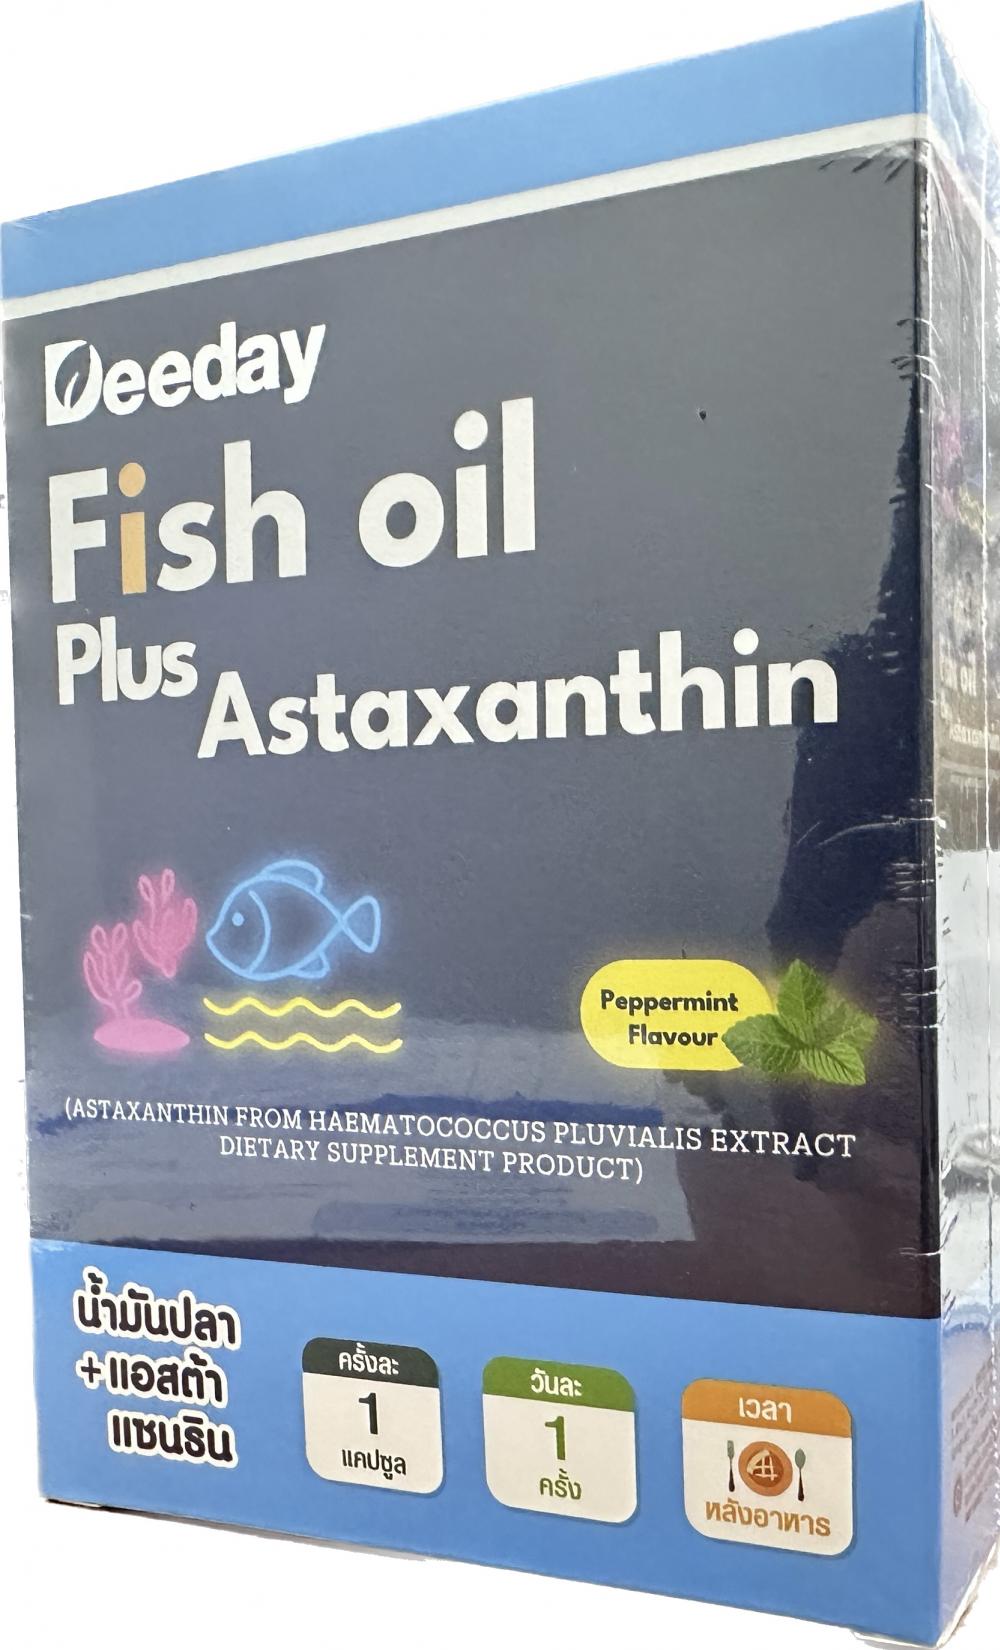 Deeday
Fish oil
Plus
Astaxanthin
Peppermint
Flavour
(ASTAXANTHIN FROM HAEMATOCOCCUS PLUVIALIS EXTRACT
DIETARY SUPPLEMENT PRODUCT)
น้ำมันปลา
+แอสต้า
แซนธิน
ครั้งละ
1
แคปซูล
วันละ
1
ครั้ง
เวลา
หลังอาหาร